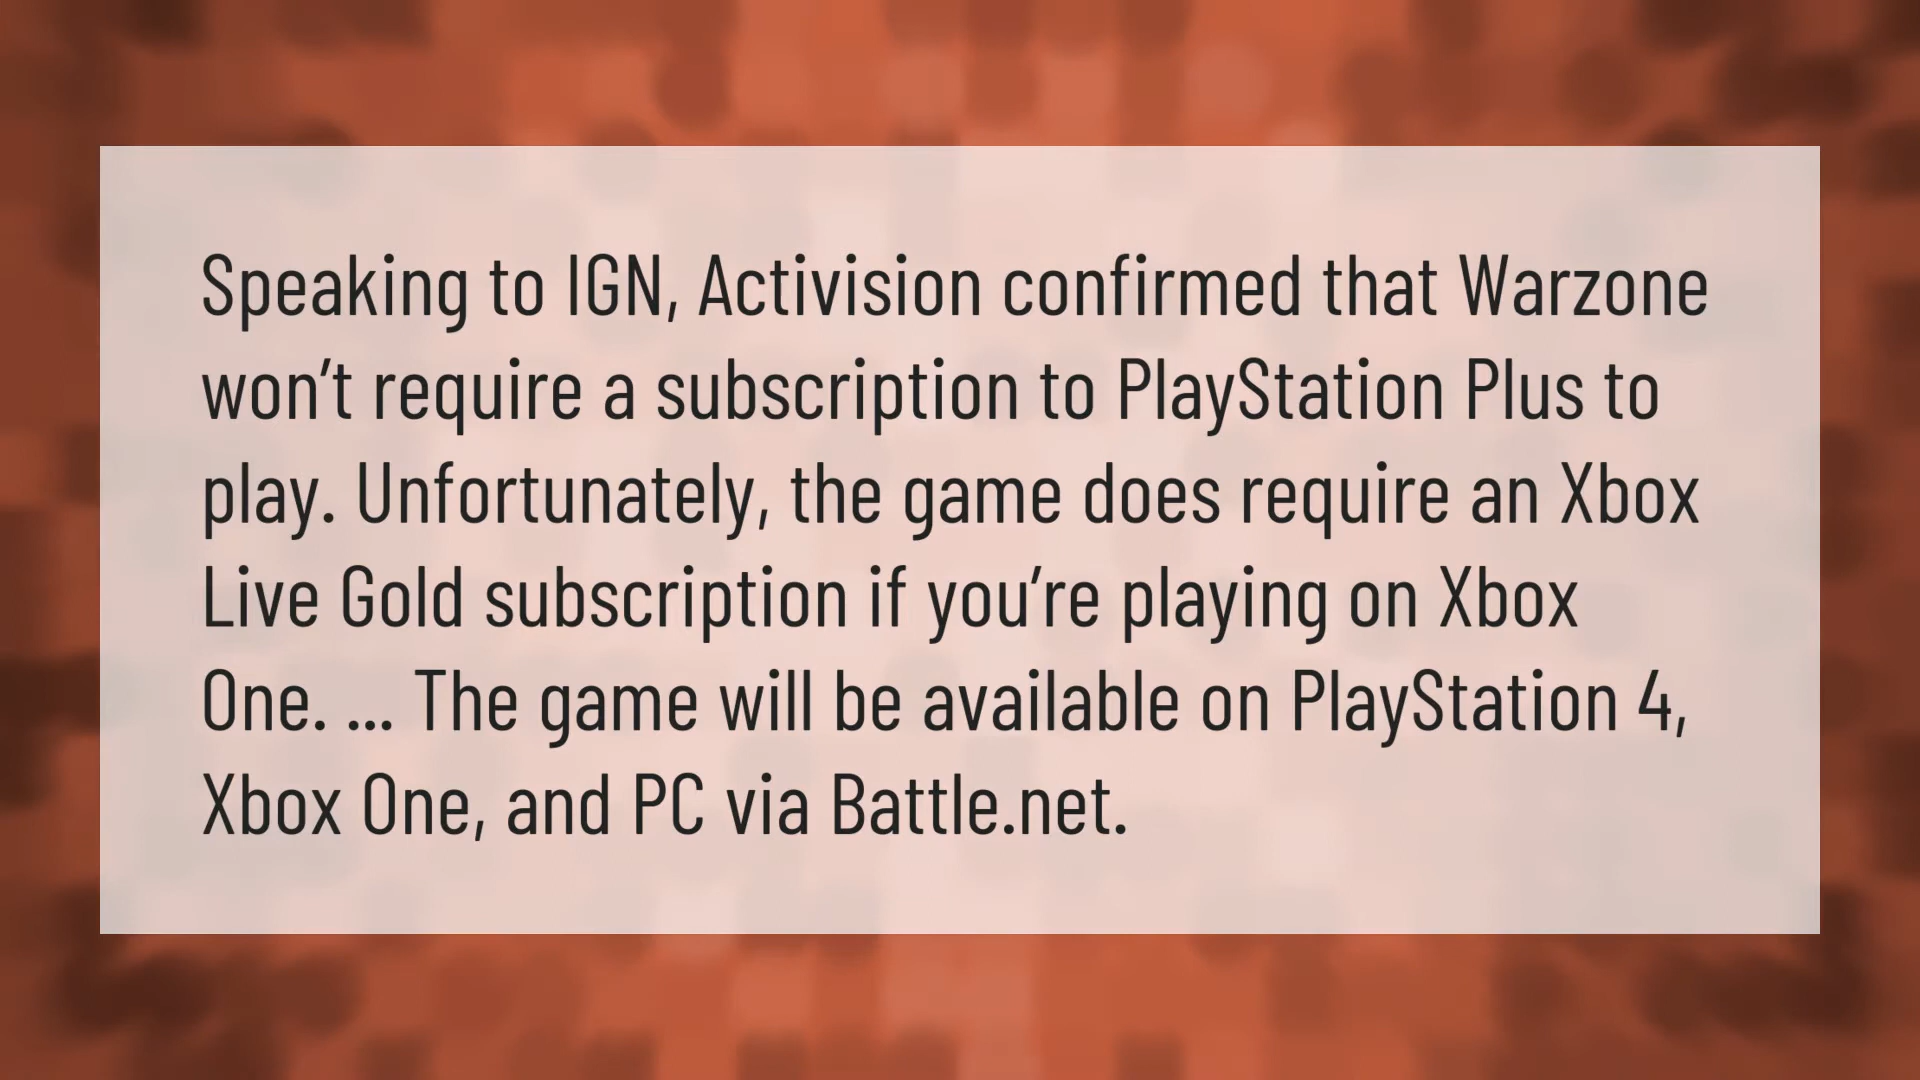 Speaking to IGN, Activision confirmed that Warzone
won’t require a subscription to PlayStation Plus to
play. Unfortunately, the game does require an Xbox
Live Gold subscription if you’re playing on Xbox
One. ... The game will be available on PlayStation 4,
Xbox One, and PC via Battle.net.